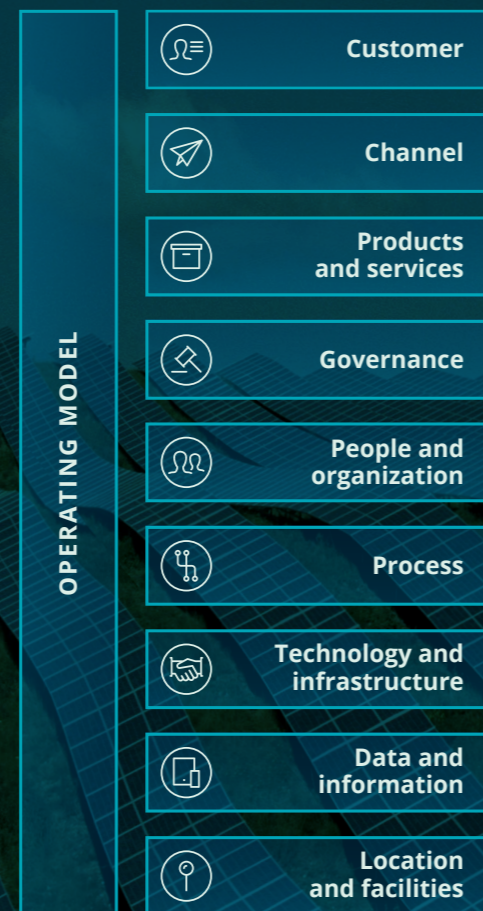 OPERATING MODEL
Customer
Channel
Products
and services
Governance
People and
organization
Process
Technology and
infrastructure
Data and
information
Location
and facilities